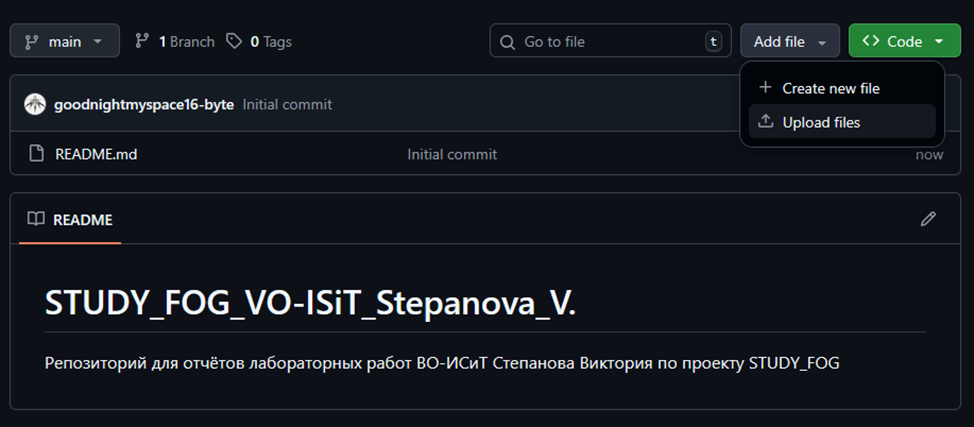 main 1 Branch 0 Tags Go to file t Add file Code
Create new file
goodnightmyspace16-byte Initial commit
Upload files
README.md Initial commit now
README
STUDY_FOG_VO-ISiT_Stepanova_V.
Репозиторий для отчётов лабораторных работ ВО-ИСиТ Степанова Виктория по проекту STUDY_FOG